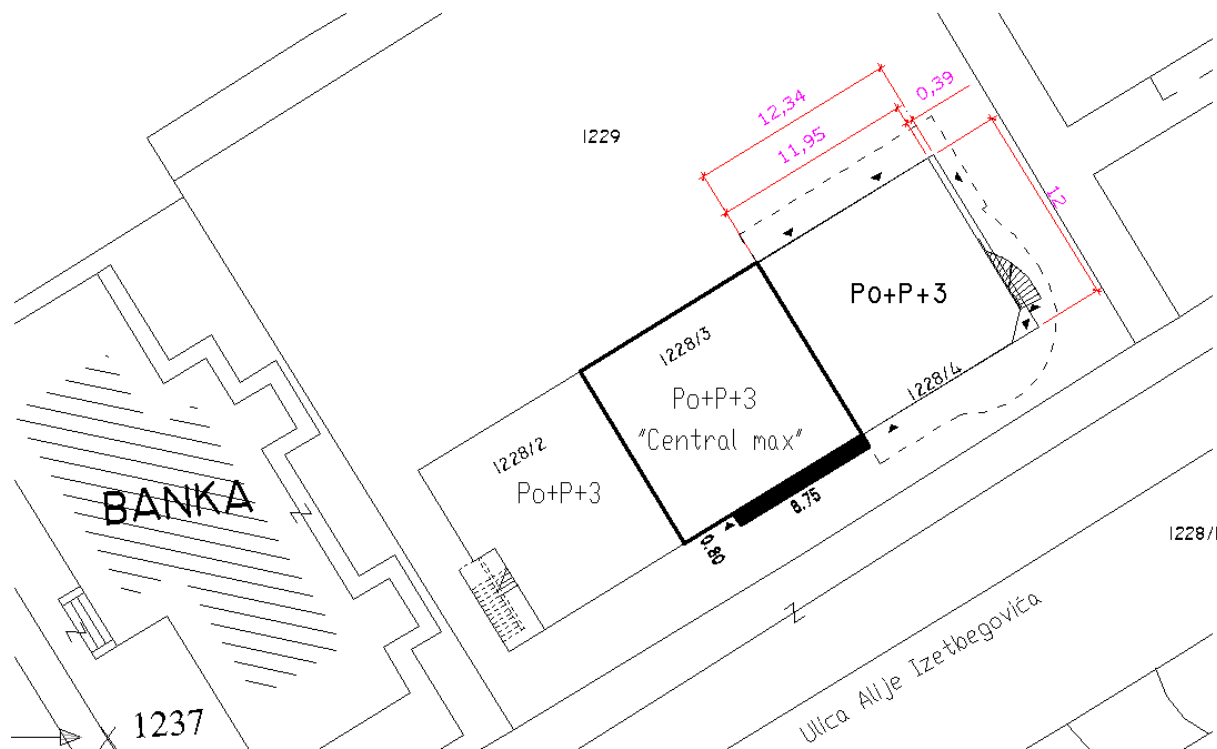 1229
12,34
0,39
11,95
12
Po+P+3
1228/3
1228/4
Po+P+3
"Central max"
1228/2
Po+P+3
BANKA
Z
8.75
0.80
Z
1228/1
Z
Ulica Alije Izetbegovića
1237